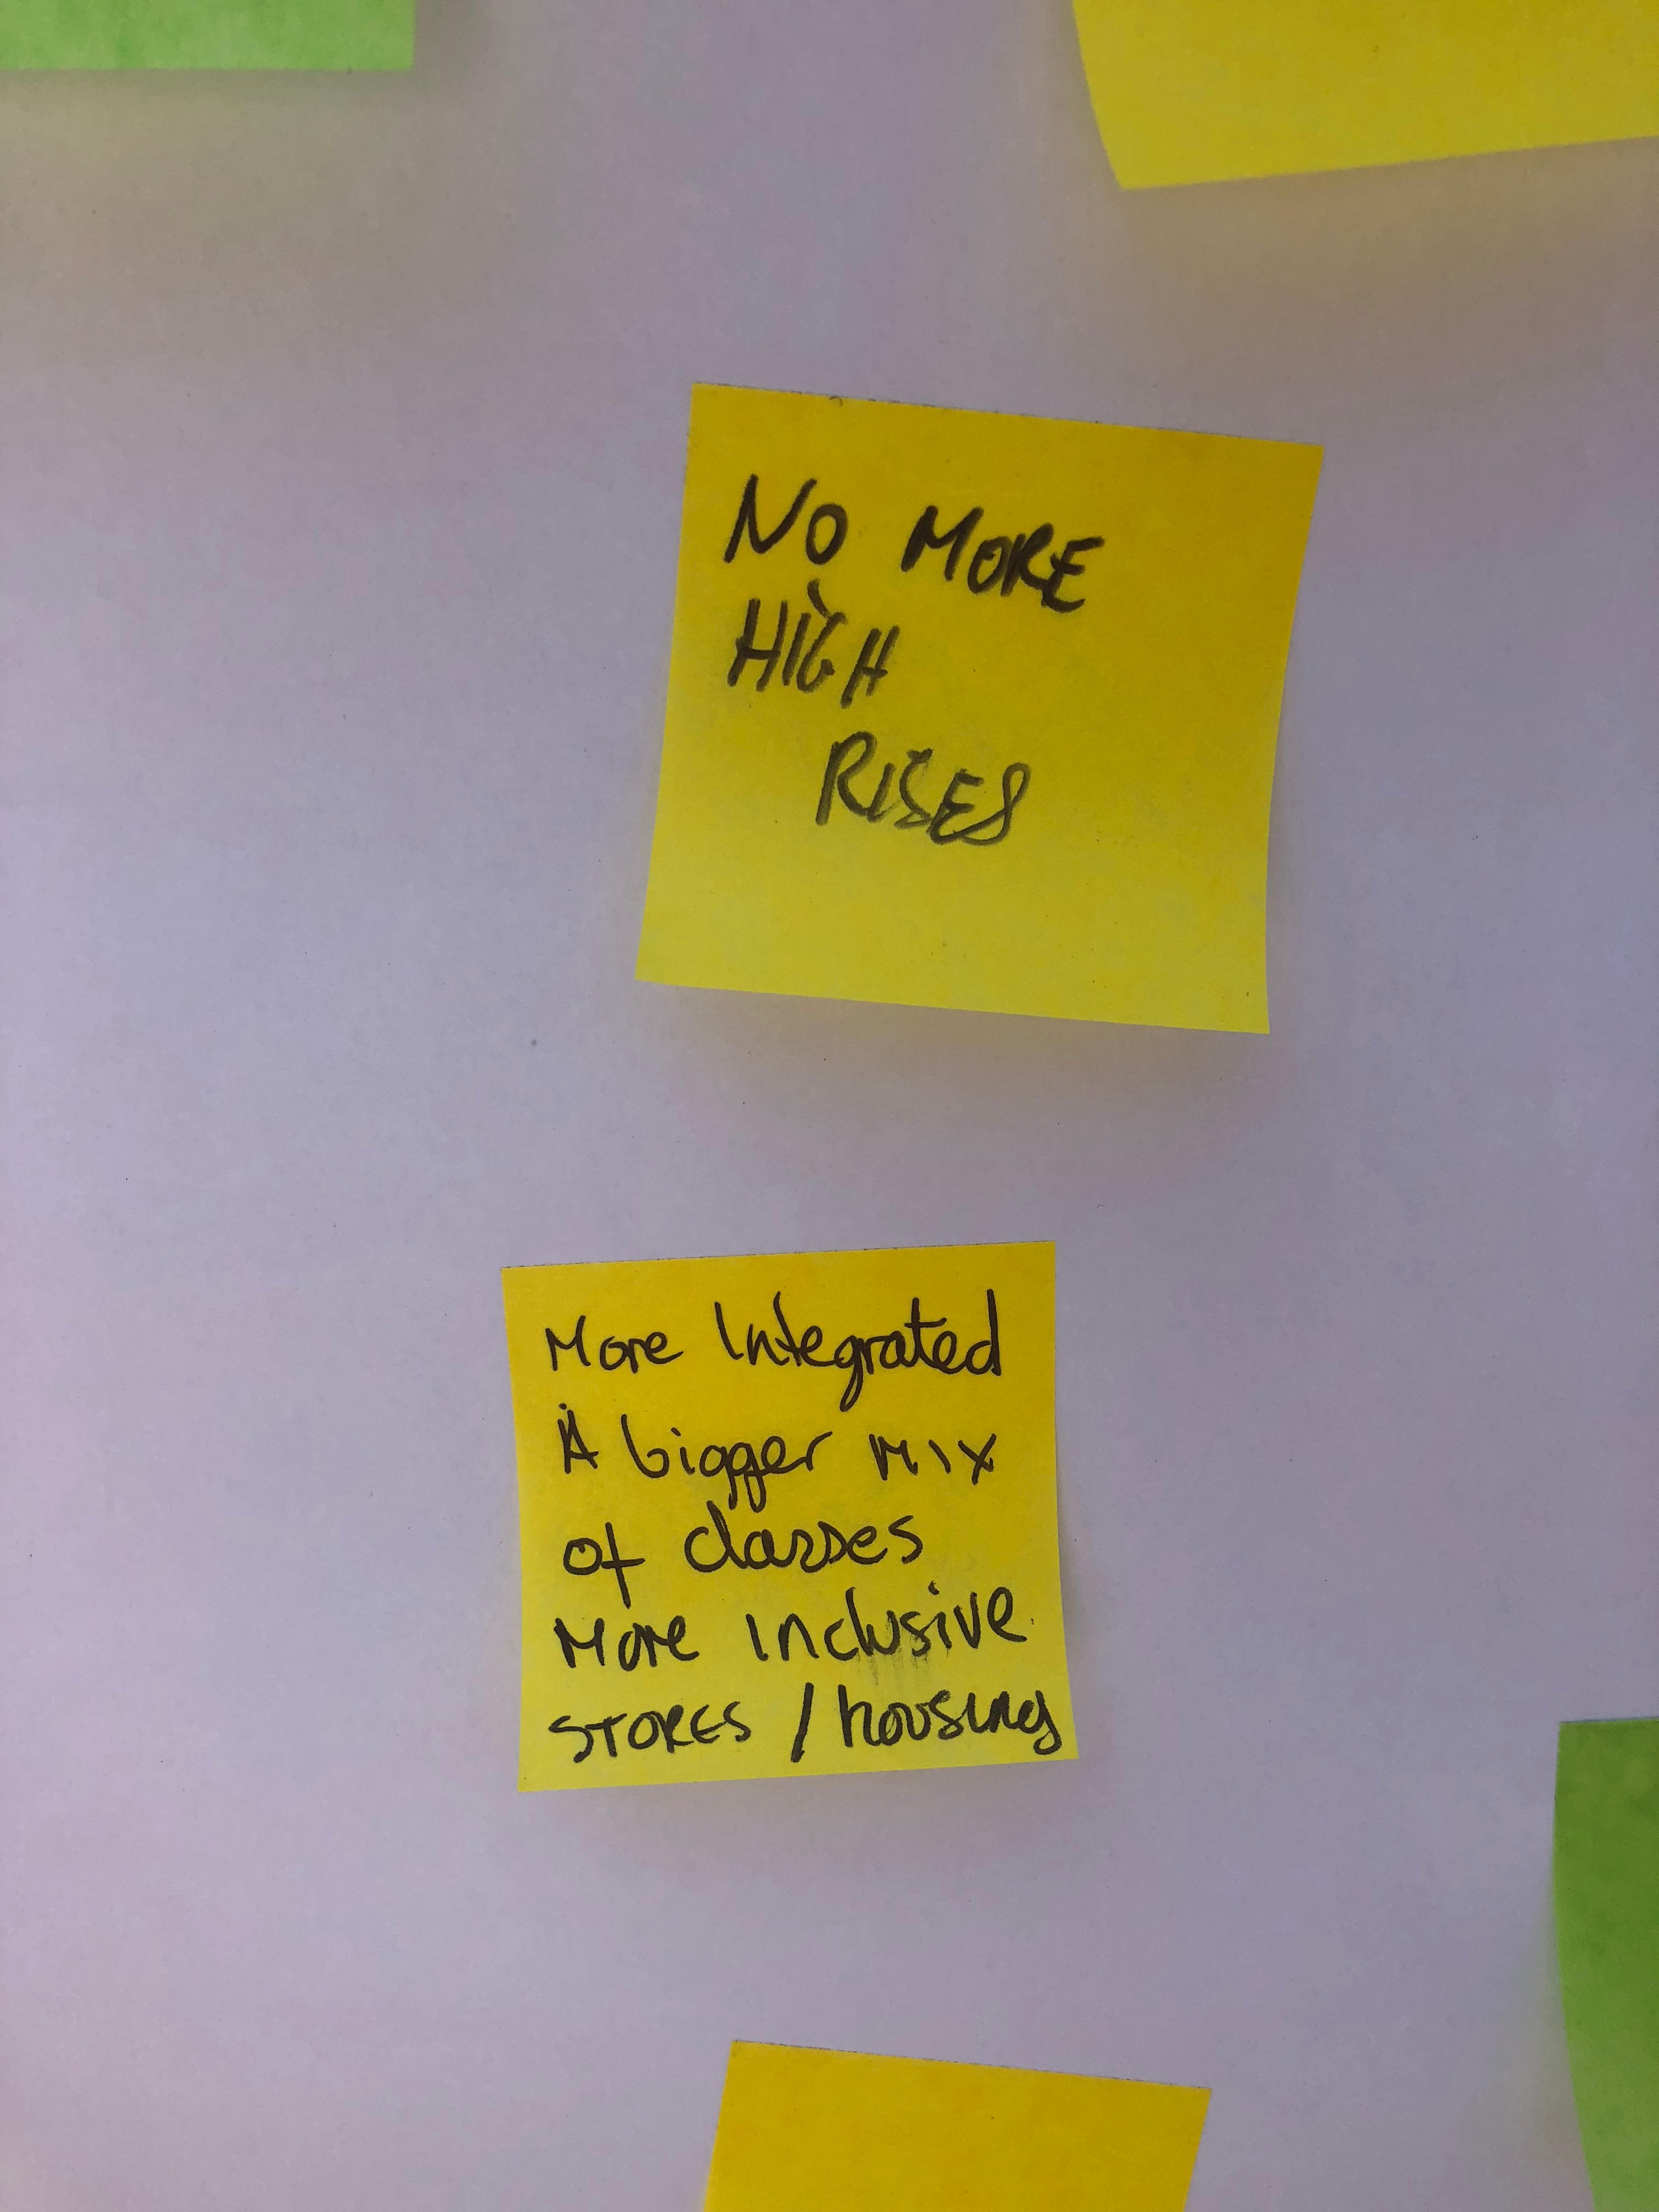 NO MORE
HIGH
RISES
More Integrated
A bigger mix
of classes
More inclusive
STORES / housing